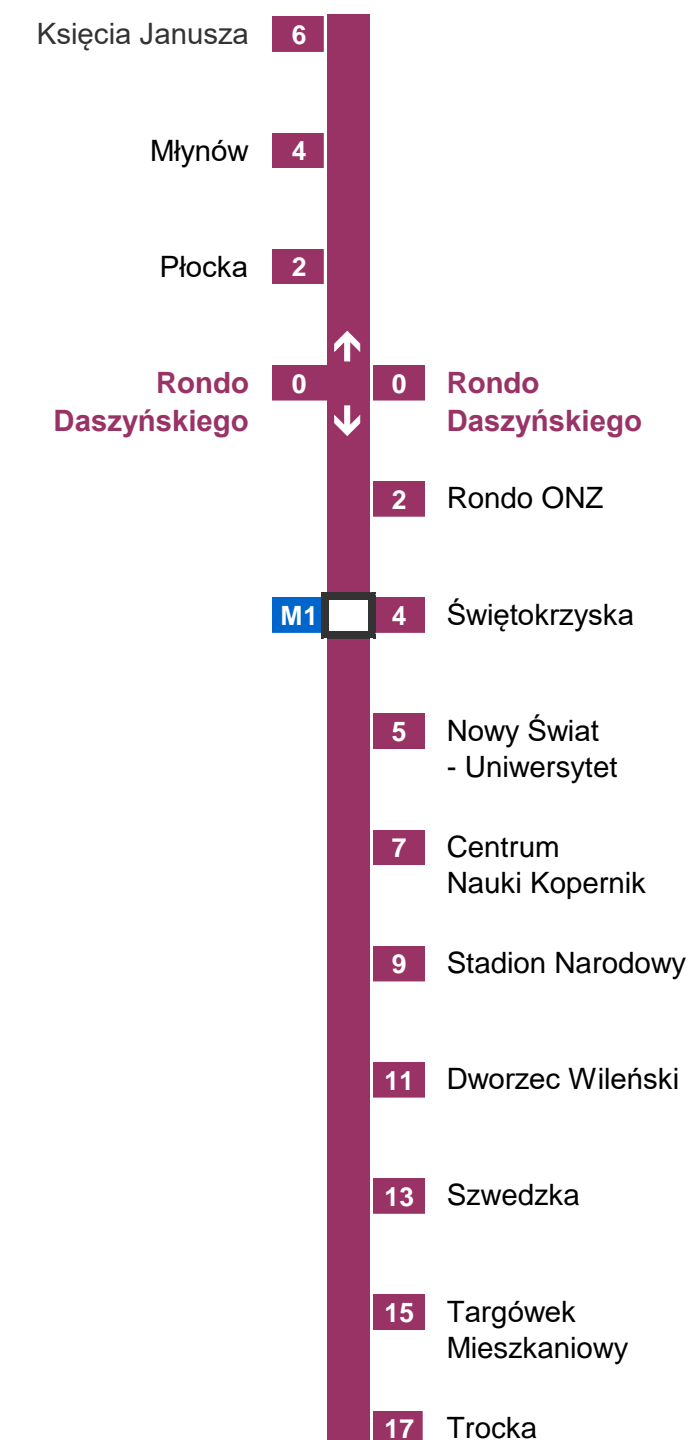 Księcia Janusza 6
Młynów 4
Płocka 2
Rondo 0 0 Rondo
Daszyńskiego Daszyńskiego
2 Rondo ONZ
M1 4 Świętokrzyska
5 Nowy Świat
- Uniwersytet
7 Centrum
Nauki Kopernik
9 Stadion Narodowy
11 Dworzec Wileński
13 Szwedzka
15 Targówek
Mieszkaniowy
17 Trocka